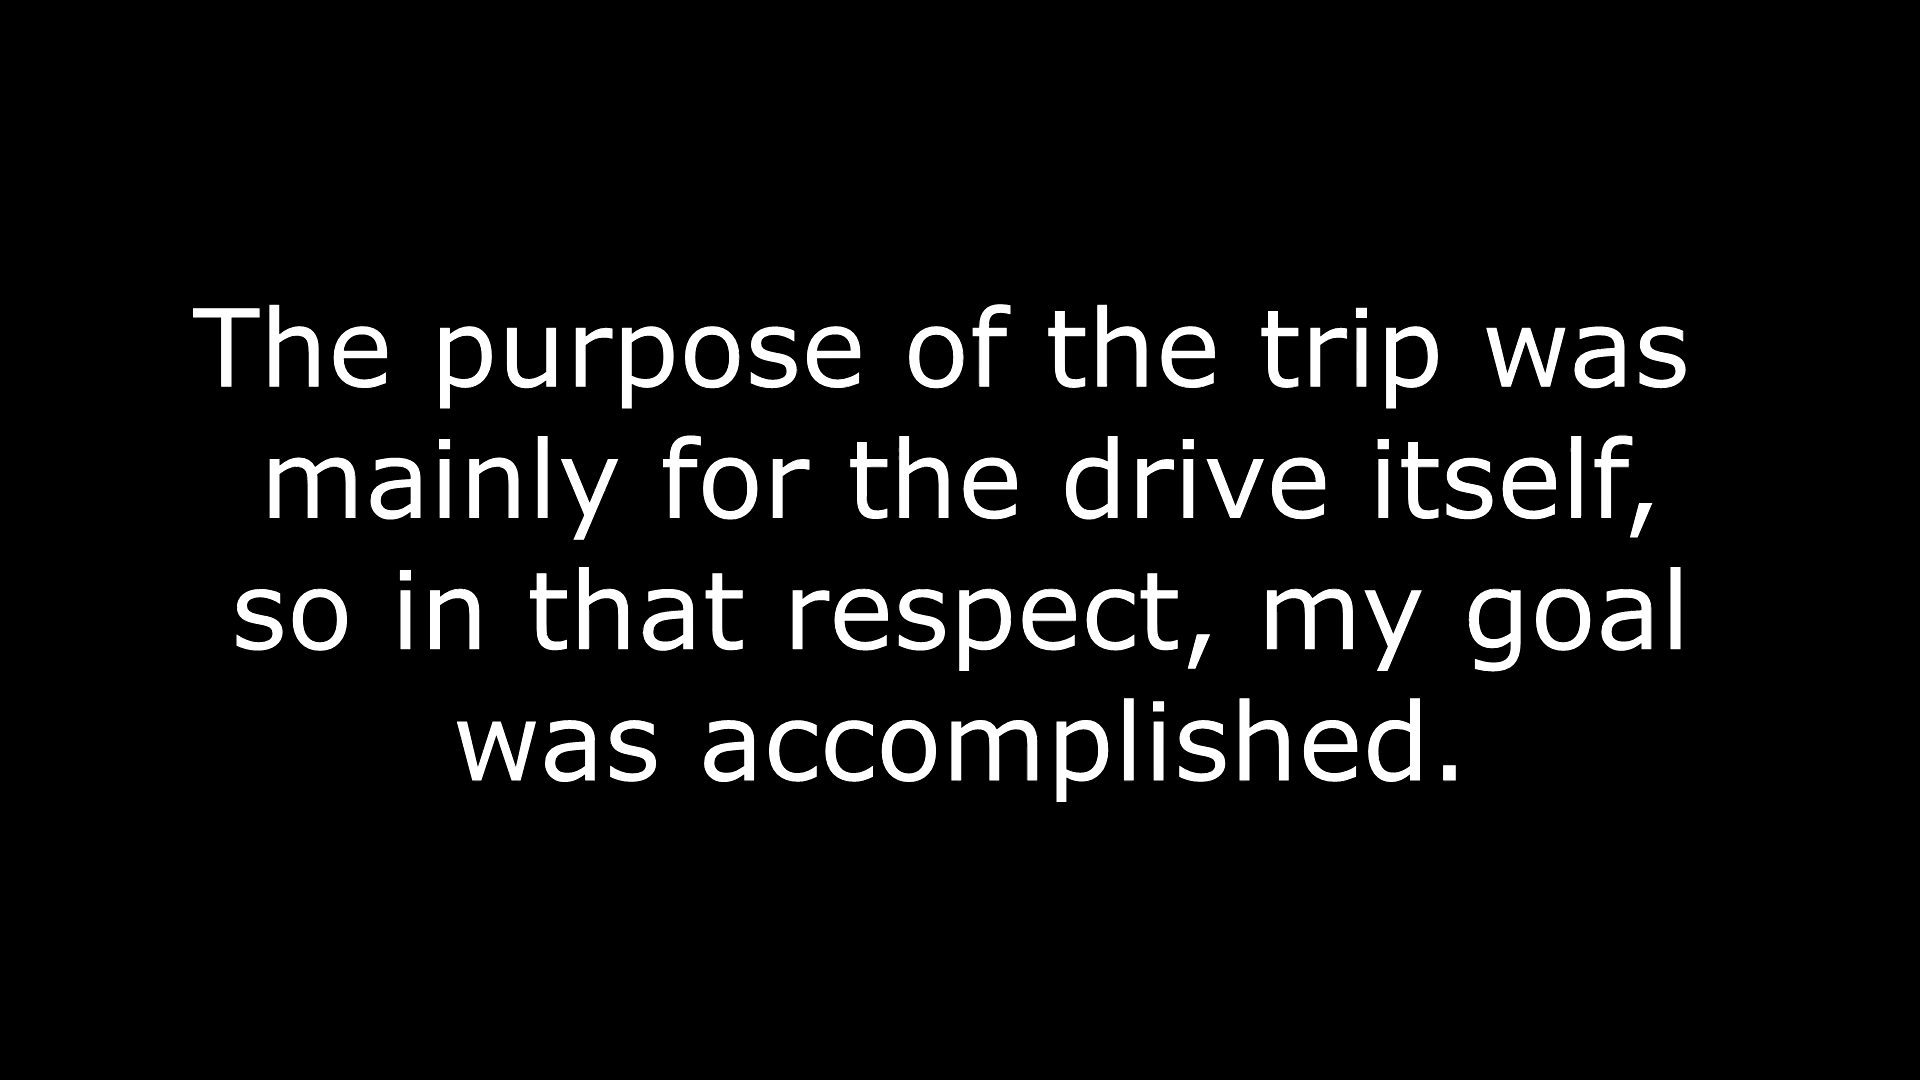 The purpose of the trip was
mainly for the drive itself,
so in that respect, my goal
was accomplished.